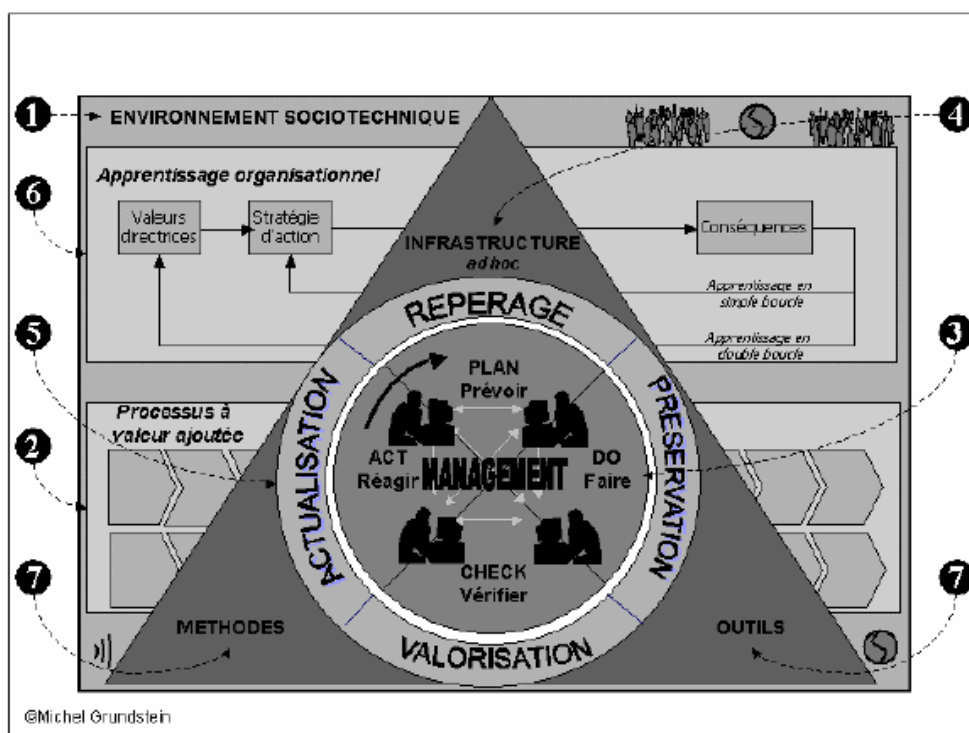 1 ENVIRONNEMENT SOCIOTECHNIQUE
4
6
Apprentissage organisationnel
Valeurs
directrices
Stratégie
d'action
Conséquences
INFRASTRUCTURE
ad hoc
Apprentissage en
simple boucle
Apprentissage en
double boucle
5
3
REPERAGE
ACTUALISATION
PRESERVATION
VALORISATION
PLAN
Prévoir
ACT
Réagir
MANAGEMENT
DO
Faire
CHECK
Vérifier
2
Processus à
valeur ajoutée
7
7
METHODES
OUTILS
©Michel Grundstein